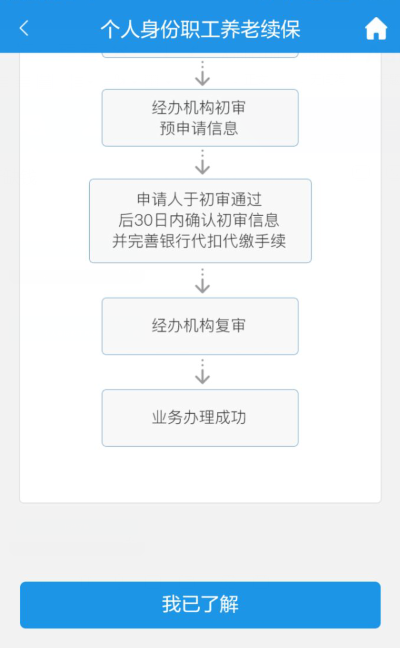 个人身份职工养老续保
经办机构初审
预申请信息
申请人于初审通过
后30日内确认初审信息
并完善银行代扣代缴手续
经办机构复审
业务办理成功
我已了解